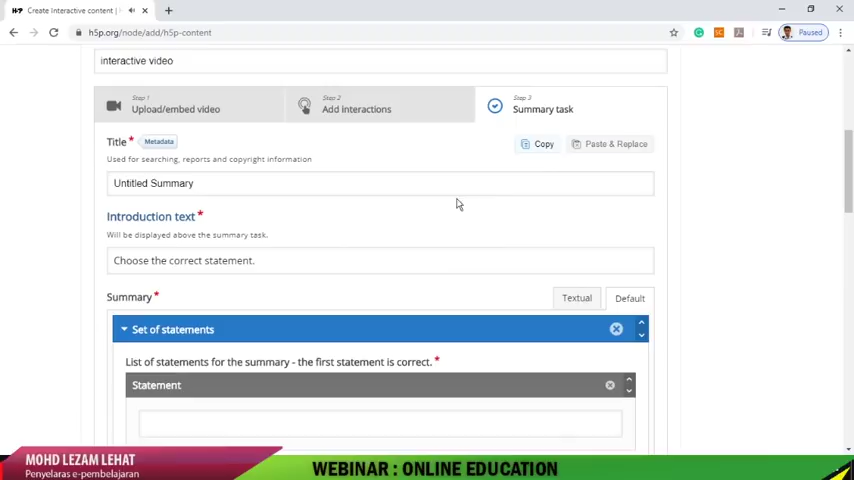 H-P Create Interactive content | H
h5p.org/node/add/h5p-content
Paused
interactive video
Step 1
Upload/embed video
Step 2
Add interactions
Step 3
Summary task
Title* Metadata
Copy
Paste & Replace
Used for searching, reports and copyright information
Untitled Summary
Introduction text*
Will be displayed above the summary task.
Choose the correct statement.
Summary*
Textual
Default
Set of statements
List of statements for the summary - the first statement is correct. *
Statement
MOHD LEZAM LEHAT
Penyelaras e-pembelajaran
WEBINAR : ONLINE EDUCATION